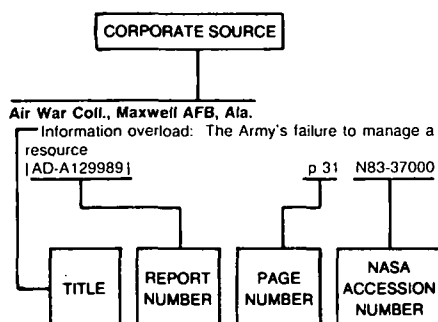 CORPORATE SOURCE
Air War Coll., Maxwell AFB, Ala.
Information overload: The Army's failure to manage a
resource
|AD-A129989| p 31 N83-37000
TITLE
REPORT
NUMBER
PAGE
NUMBER
NASA
ACCESSION
NUMBER